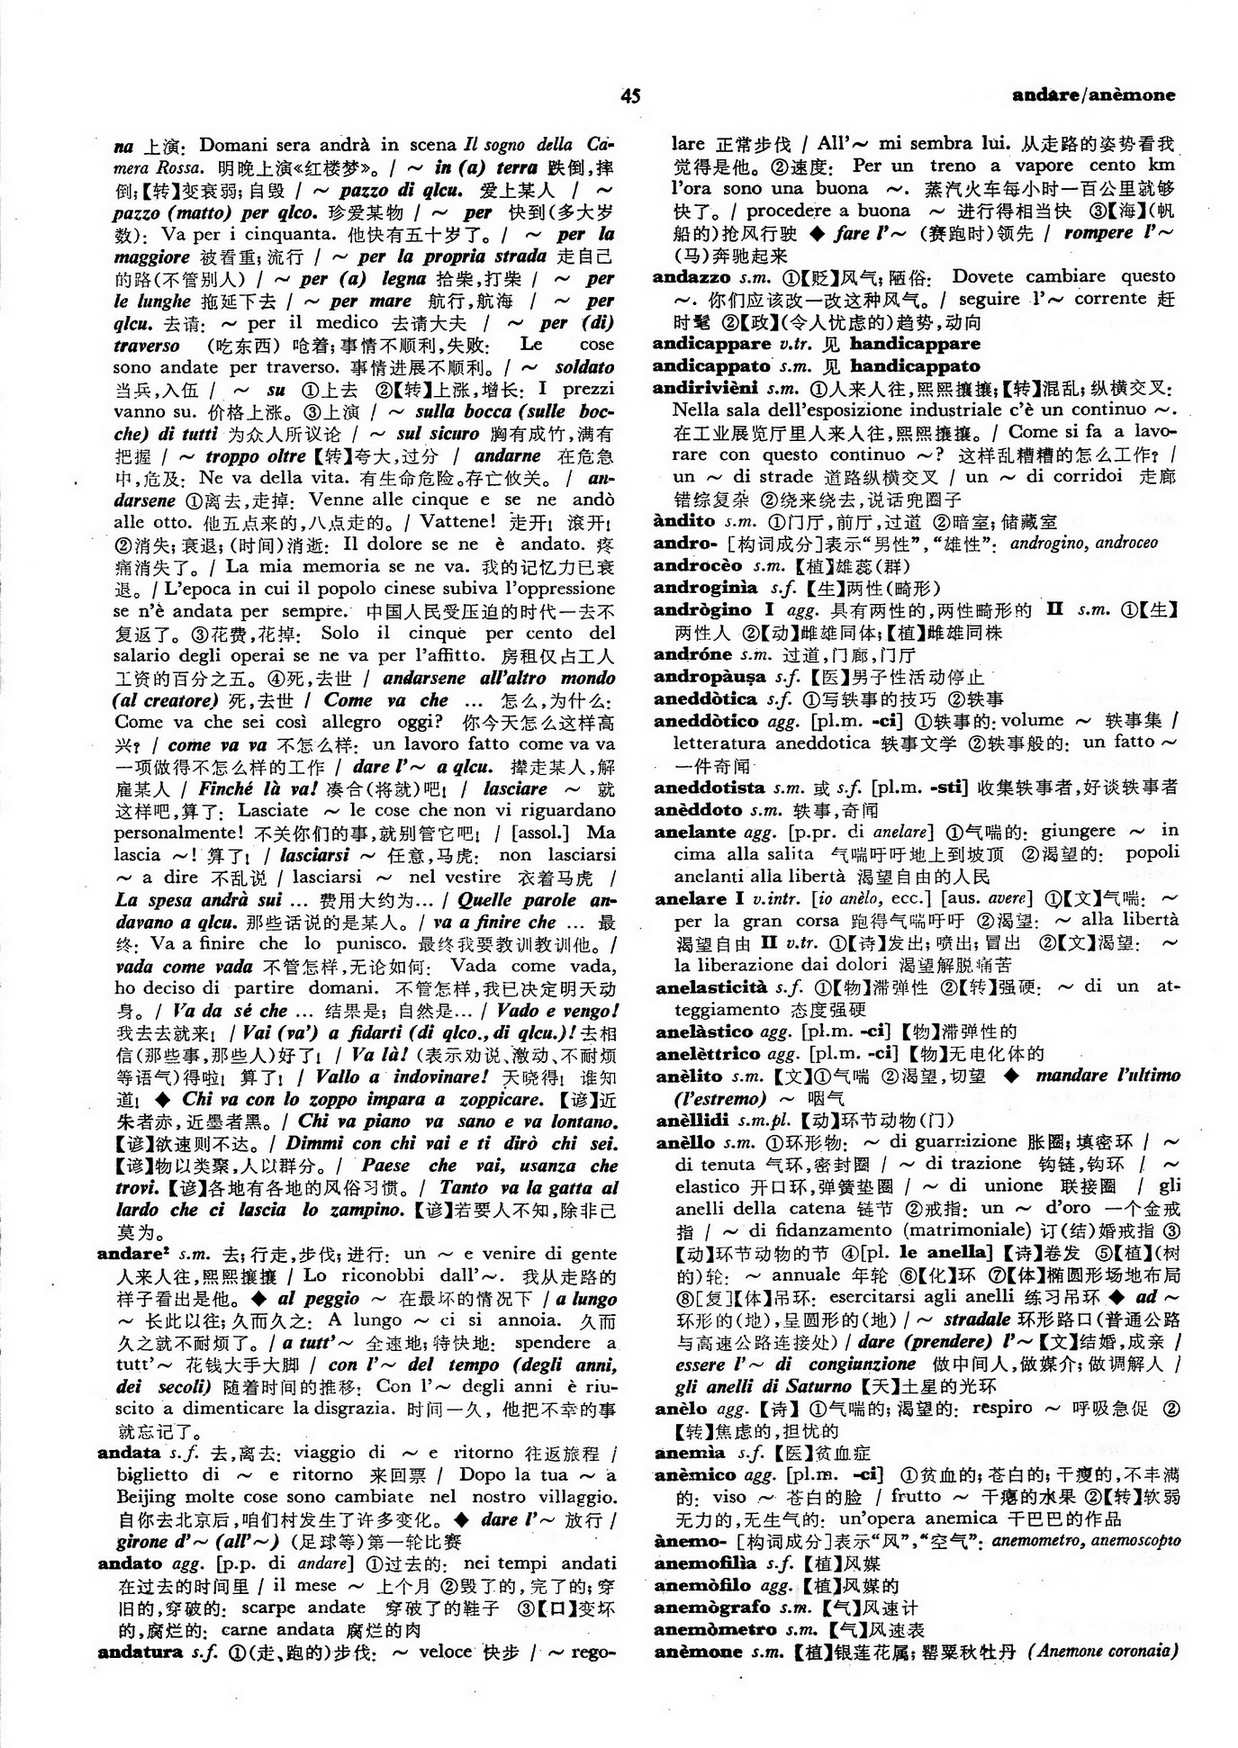 45
andare/anèmone
na 上演: Domani sera andrà in scena Il sogno della Ca-
mera Rossa. 明晚上演《红楼梦》。/ ～ in (a) terra 跌倒,摔
倒;【转】变衰弱;自毁 / ～ pazzo di qlcu. 爱上某人 / ～
pazzo (matto) per qlco. 珍爱某物 / ～ per 快到(多大岁
数): Va per i cinquanta. 他快有五十岁了。/ ～ per la
maggiore 被看重;流行 / ～ per la propria strada 走自己
的路(不管别人) / ～ per (a) legna 拾柴,打柴 / ～ per
le lunghe 拖延下去 / ～ per mare 航行,航海 / ～ per
qlcu. 去请: ～ per il medico 去请大夫 / ～ per (di)
traverso (吃东西) 呛着;事情不顺利,失败: Le cose
sono andate per traverso. 事情进展不顺利。/ ～ soldato
当兵,入伍 / ～ su ①上去 ②【转】上涨,增长: I prezzi
vanno su. 价格上涨。③上演 / ～ sulla bocca (sulle boc-
che) di tutti 为众人所议论 / ～ sul sicuro 胸有成竹,满有
把握 / ～ troppo oltre【转】夸大,过分 / andarne 在危急
中,危及: Ne va della vita. 有生命危险。存亡攸关。/ an-
darsene ①离去,走掉: Venne alle cinque e se ne andò
alle otto. 他五点来的,八点走的。/ Vattene! 走开! 滚开!
②消失;衰退;(时间)消逝: Il dolore se ne è andato. 疼
痛消失了。/ La mia memoria se ne va. 我的记忆力已衰
退。/ L'epoca in cui il popolo cinese subiva l'oppressione
se n'è andata per sempre. 中国人民受压迫的时代一去不
复返了。③花费,花掉: Solo il cinque per cento del
salario degli operai se ne va per l'affitto. 房租仅占工人
工资的百分之五。④死,去世 / andarsene all'altro mondo
(al creatore) 死,去世 / Come va che ... 怎么,为什么:
Come va che sei così allegro oggi? 你今天怎么这样高
兴? / come va va 不怎么样: un lavoro fatto come va va
一项做得不怎么样的工作 / dare l'～ a qlcu. 撵走某人,解
雇某人 / Finché là va! 凑合(将就)吧! / lasciare ～ 就
这样吧,算了: Lasciate ～ le cose che non vi riguardano
personalmente! 不关你们的事,就别管它吧! / [assol.] Ma
lascia ～! 算了! / lasciarsi ～ 任意,马虎: non lasciarsi
～ a dire 不乱说 / lasciarsi ～ nel vestire 衣着马虎 /
La spesa andrà sui ... 费用大约为… / Quelle parole an-
davano a qlcu. 那些话说的是某人。/ va a finire che ... 最
终: Va a finire che lo punisco. 最终我要教训教训他。/
vada come vada 不管怎样,无论如何: Vada come vada,
ho deciso di partire domani. 不管怎样,我已决定明天动
身。/ Va da sé che ... 结果是;自然是… / Vado e vengo!
我去去就来! / Vai (va') a fidarti (di qlco., di qlcu.)! 去相
信(那些事,那些人)好了! / Va là! (表示劝说、激动、不耐烦
等语气)得啦! 算了! / Vallo a indovinare! 天晓得! 谁知
道! ◆ Chi va con lo zoppo impara a zoppicare.【谚】近
朱者赤,近墨者黑。/ Chi va piano va sano e va lontano.
【谚】欲速则不达。/ Dimmi con chi vai e ti dirò chi sei.
【谚】物以类聚,人以群分。/ Paese che vai, usanza che
trovi.【谚】各地有各地的风俗习惯。/ Tanto va la gatta al
lardo che ci lascia lo zampino.【谚】若要人不知,除非己
莫为。
andare² s.m. 去;行走,步伐;进行: un ～ e venire di gente
人来人往,熙熙攘攘 / Lo riconobbi dall'～. 我从走路的
样子看出是他。◆ al peggio ～ 在最坏的情况下 / a lungo
～ 长此以往;久而久之: A lungo ～ ci si annoia. 久而
久之就不耐烦了。/ a tutt'～ 全速地;特快地: spendere a
tutt'～ 花钱大手大脚 / con l'～ del tempo (degli anni,
dei secoli) 随着时间的推移: Con l'～ degli anni è riu-
scito a dimenticare la disgrazia. 时间一久, 他把不幸的事
就忘记了。
andata s.f. 去,离去: viaggio di ～ e ritorno 往返旅程 /
biglietto di ～ e ritorno 来回票 / Dopo la tua ～ a
Beijing molte cose sono cambiate nel nostro villaggio.
自你去北京后,咱们村发生了许多变化。◆ dare l'～ 放行 /
girone d'～ (all'～) (足球等)第一轮比赛
andato agg. [p.p. di andare] ①过去的: nei tempi andati
在过去的时间里 / il mese ～ 上个月 ②毁了的,完了的;穿
旧的,穿破的: scarpe andate 穿破了的鞋子 ③【口】变坏
的,腐烂的: carne andata 腐烂的肉
andatura s.f. ①(走、跑的)步伐: ～ veloce 快步 / ～ rego-
lare 正常步伐 / All'～ mi sembra lui. 从走路的姿势看我
觉得是他。②速度: Per un treno a vapore cento km
l'ora sono una buona ～. 蒸汽火车每小时一百公里就够
快了。/ procedere a buona ～ 进行得相当快 ③【海】(帆
船的)抢风行驶 ◆ fare l'～ (赛跑时)领先 / rompere l'～
(马)奔驰起来
andazzo s.m. ①【贬】风气;陋俗: Dovete cambiare questo
～. 你们应该改一改这种风气。/ seguire l'～ corrente 赶
时髦 ②【政】(令人忧虑的)趋势,动向
andicappare v.tr. 见 handicappare
andicappato s.m. 见 handicappato
andirivièni s.m. ①人来人往,熙熙攘攘;【转】混乱;纵横交叉:
Nella sala dell'esposizione industriale c'è un continuo ～.
在工业展览厅里人来人往,熙熙攘攘。/ Come si fa a lavo-
rare con questo continuo ～? 这样乱糟糟的怎么工作? /
un ～ di strade 道路纵横交叉 / un ～ di corridoi 走廊
错综复杂 ②绕来绕去,说话兜圈子
àndito s.m. ①门厅,前厅,过道 ②暗室;储藏室
andro- [构词成分]表示“男性”,“雄性”: androgino, androceo
androcèo s.m.【植】雄蕊(群)
androginìa s.f.【生】两性(畸形)
andrògino I agg. 具有两性的,两性畸形的 II s.m. ①【生】
两性人 ②【动】雌雄同体;【植】雌雄同株
andróne s.m. 过道,门廊,门厅
andropàuṣa s.f.【医】男子性活动停止
aneddòtica s.f. ①写轶事的技巧 ②轶事
aneddòtico agg. [pl.m. -ci] ①轶事的: volume ～ 轶事集 /
letteratura aneddotica 轶事文学 ②轶事般的: un fatto ～
一件奇闻
aneddotista s.m. 或 s.f. [pl.m. -sti] 收集轶事者,好谈轶事者
anèddoto s.m. 轶事,奇闻
anelante agg. [p.pr. di anelare] ①气喘的: giungere ～ in
cima alla salita 气喘吁吁地上到坡顶 ②渴望的: popoli
anelanti alla libertà 渴望自由的人民
anelare I v.intr. [io anèlo, ecc.] [aus. avere] ①【文】气喘: ～
per la gran corsa 跑得气喘吁吁 ②渴望: ～ alla libertà
渴望自由 II v.tr. ①【诗】发出;喷出;冒出 ②【文】渴望: ～
la liberazione dai dolori 渴望解脱痛苦
anelasticità s.f. ①【物】滞弹性 ②【转】强硬: ～ di un at-
teggiamento 态度强硬
anelàstico agg. [pl.m. -ci]【物】滞弹性的
anelèttrico agg. [pl.m. -ci]【物】无电化体的
anèlito s.m.【文】①气喘 ②渴望,切望 ◆ mandare l'ultimo
(l'estremo) ～ 咽气
anèllidi s.m.pl.【动】环节动物(门)
anèllo s.m. ①环形物: ～ di guarnizione 胀圈;填密环 / ～
di tenuta 气环,密封圈 / ～ di trazione 钩链,钩环 / ～
elastico 开口环,弹簧垫圈 / ～ di unione 联接圈 / gli
anelli della catena 链节 ②戒指: un ～ d'oro 一个金戒
指 / ～ di fidanzamento (matrimoniale) 订(结)婚戒指 ③
【动】环节动物的节 ④[pl. le anella]【诗】卷发 ⑤【植】(树
的)轮: ～ annuale 年轮 ⑥【化】环 ⑦【体】椭圆形场地布局
⑧[复]【体】吊环: esercitarsi agli anelli 练习吊环 ◆ ad ～
环形的(地),呈圆形的(地) / ～ stradale 环形路口(普通公路
与高速公路连接处) / dare (prendere) l'～【文】结婚,成亲 /
essere l'～ di congiunzione 做中间人,做媒介;做调解人 /
gli anelli di Saturno【天】土星的光环
anèlo agg.【诗】①气喘的;渴望的: respiro ～ 呼吸急促 ②
【转】焦虑的,担忧的
anemìa s.f.【医】贫血症
anèmico agg. [pl.m. -ci] ①贫血的;苍白的;干瘦的,不丰满
的: viso ～ 苍白的脸 / frutto ～ 干瘪的水果 ②【转】软弱
无力的,无生气的: un'opera anemica 干巴巴的作品
ànemo- [构词成分]表示“风”,“空气”: anemometro, anemoscopio
anemofilìa s.f.【植】风媒
anemòfilo agg.【植】风媒的
anemògrafo s.m.【气】风速计
anemòmetro s.m.【气】风速表
anèmone s.m.【植】银莲花属;罂粟秋牡丹 (Anemone coronaia)